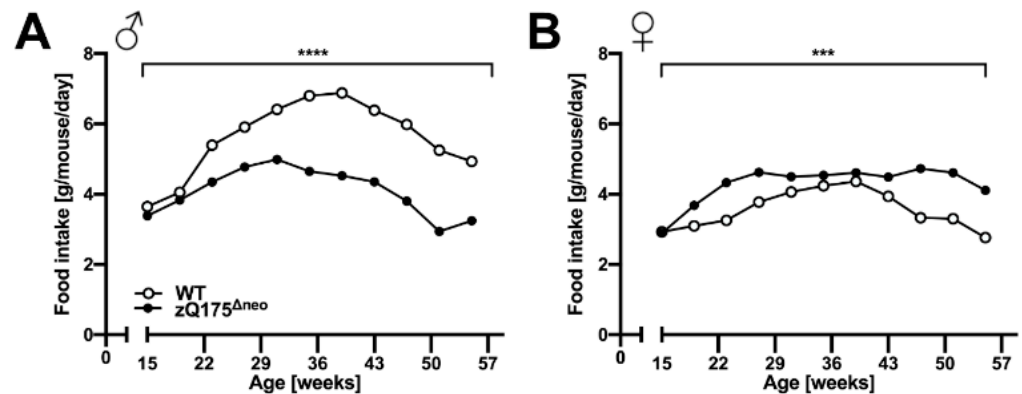 A ♂
****
Food intake [g/mouse/day]
8
6
4
2
0
WT
zQ175Δneo
0 15 22 29 36 43 50 57
Age [weeks]
B ♀
***
Food intake [g/mouse/day]
8
6
4
2
0
0 15 22 29 36 43 50 57
Age [weeks]